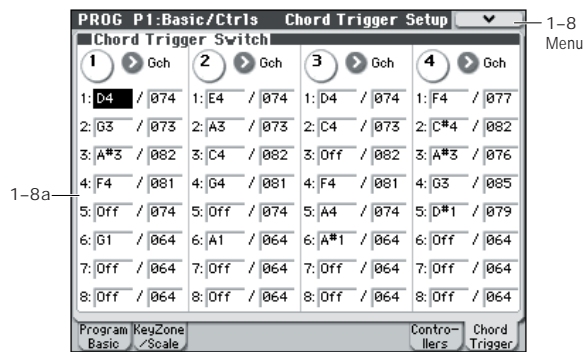 PROG P1:Basic/Ctrls Chord Trigger Setup
1–8
Menu
Chord Trigger Switch
1 Gch 2 Gch 3 Gch 4 Gch
1: D4 / 074 1: E4 / 074 1: D4 / 074 1: F4 / 077
2: G3 / 073 2: A3 / 073 2: C4 / 073 2: C#4 / 082
3: A#3 / 082 3: C4 / 082 3: Off / 082 3: A#3 / 076
1–8a
4: F4 / 081 4: G4 / 081 4: F4 / 081 4: G3 / 085
5: Off / 074 5: Off / 074 5: A4 / 074 5: D#1 / 079
6: G1 / 064 6: A1 / 064 6: A#1 / 064 6: Off / 064
7: Off / 064 7: Off / 064 7: Off / 064 7: Off / 064
8: Off / 064 8: Off / 064 8: Off / 064 8: Off / 064
Program KeyZone Contro– Chord
Basic /Scale llers Trigger